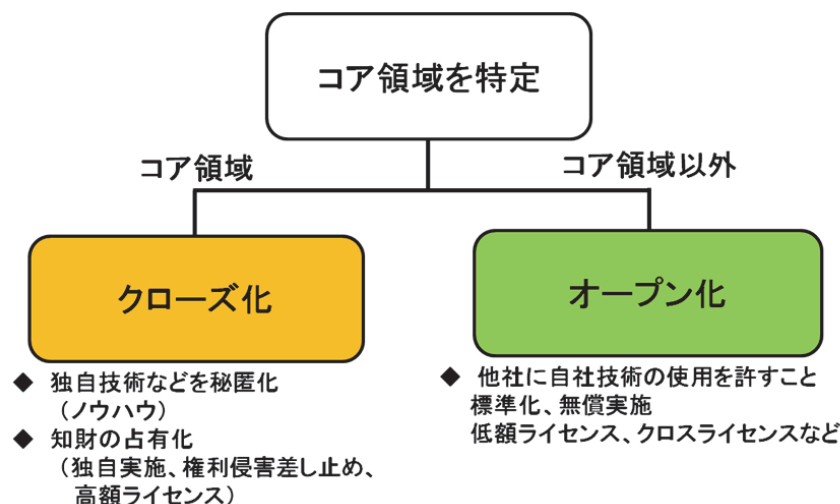 コア領域を特定
コア領域
コア領域以外
クローズ化
オープン化
◆ 独自技術などを秘匿化
（ノウハウ）
◆ 知財の占有化
（独自実施、権利侵害差し止め、
高額ライセンス）
◆ 他社に自社技術の使用を許すこと
標準化、無償実施
低額ライセンス、クロスライセンスなど